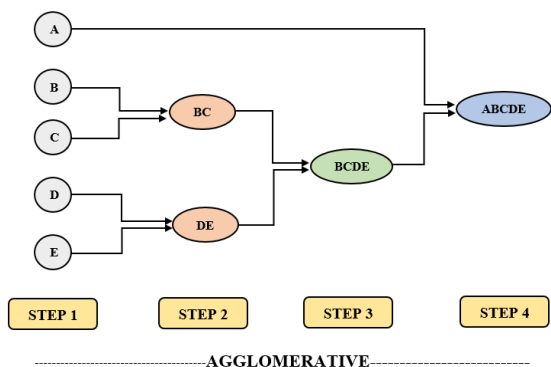 A
B
C
D
E
BC
DE
BCDE
ABCDE
STEP 1
STEP 2
STEP 3
STEP 4
AGGLOMERATIVE